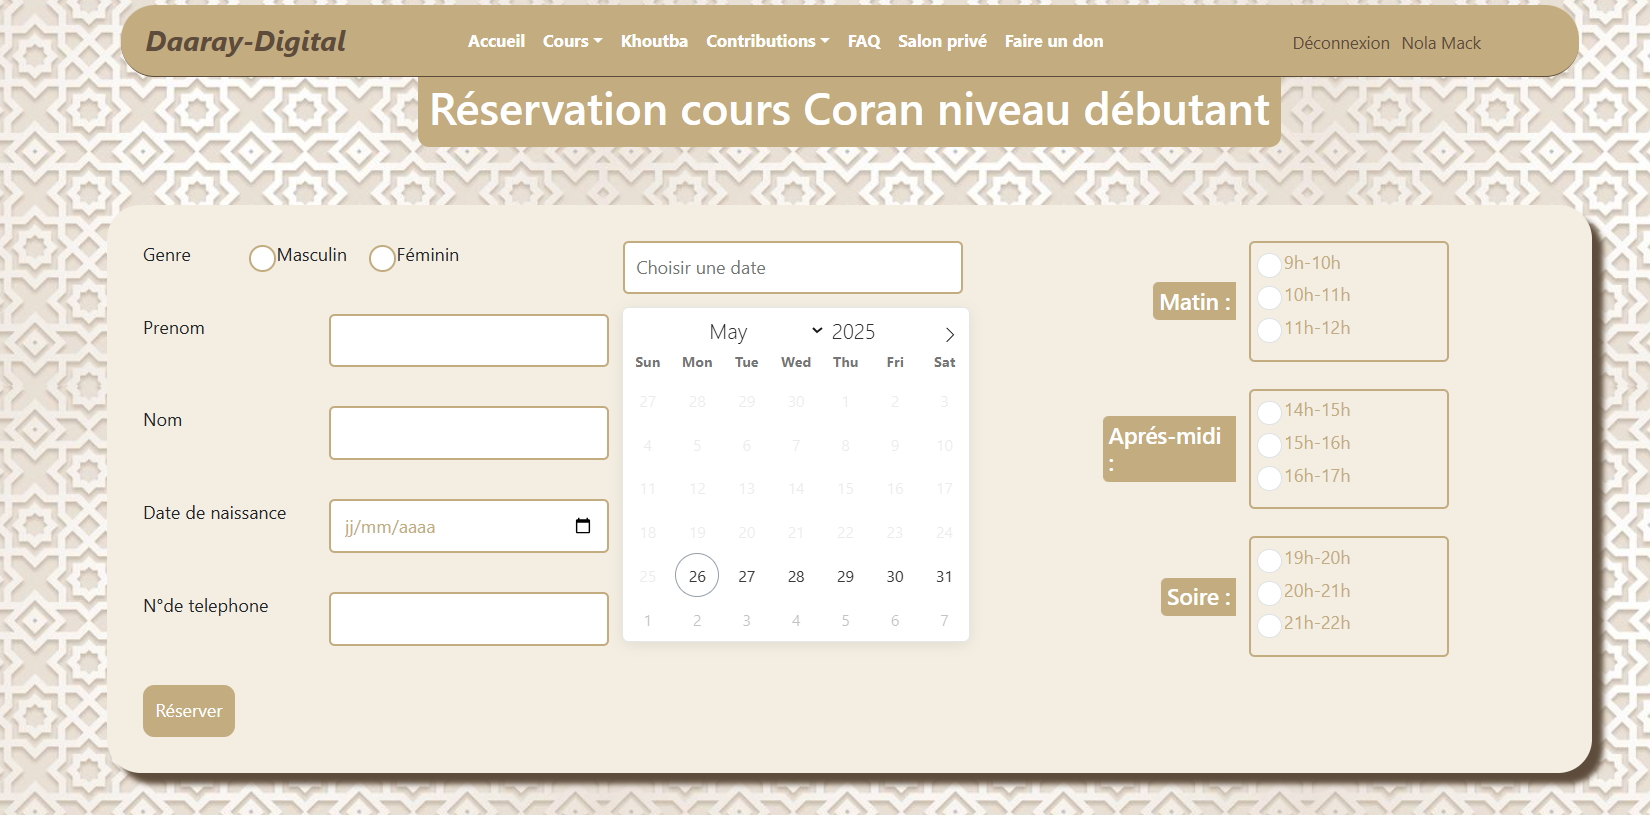 Daaray-Digital
Accueil Cours Khoutba Contributions FAQ Salon privé Faire un don
Déconnexion Nola Mack
Réservation cours Coran niveau débutant
Genre Masculin Féminin
Prenom
Nom
Date de naissance jj/mm/aaaa
N°de telephone
Réserver
Choisir une date
May 2025
Sun Mon Tue Wed Thu Fri Sat
27 28 29 30 1 2 3
4 5 6 7 8 9 10
11 12 13 14 15 16 17
18 19 20 21 22 23 24
25 26 27 28 29 30 31
1 2 3 4 5 6 7
Matin :
9h-10h
10h-11h
11h-12h
Aprés-midi
:
14h-15h
15h-16h
16h-17h
Soire :
19h-20h
20h-21h
21h-22h